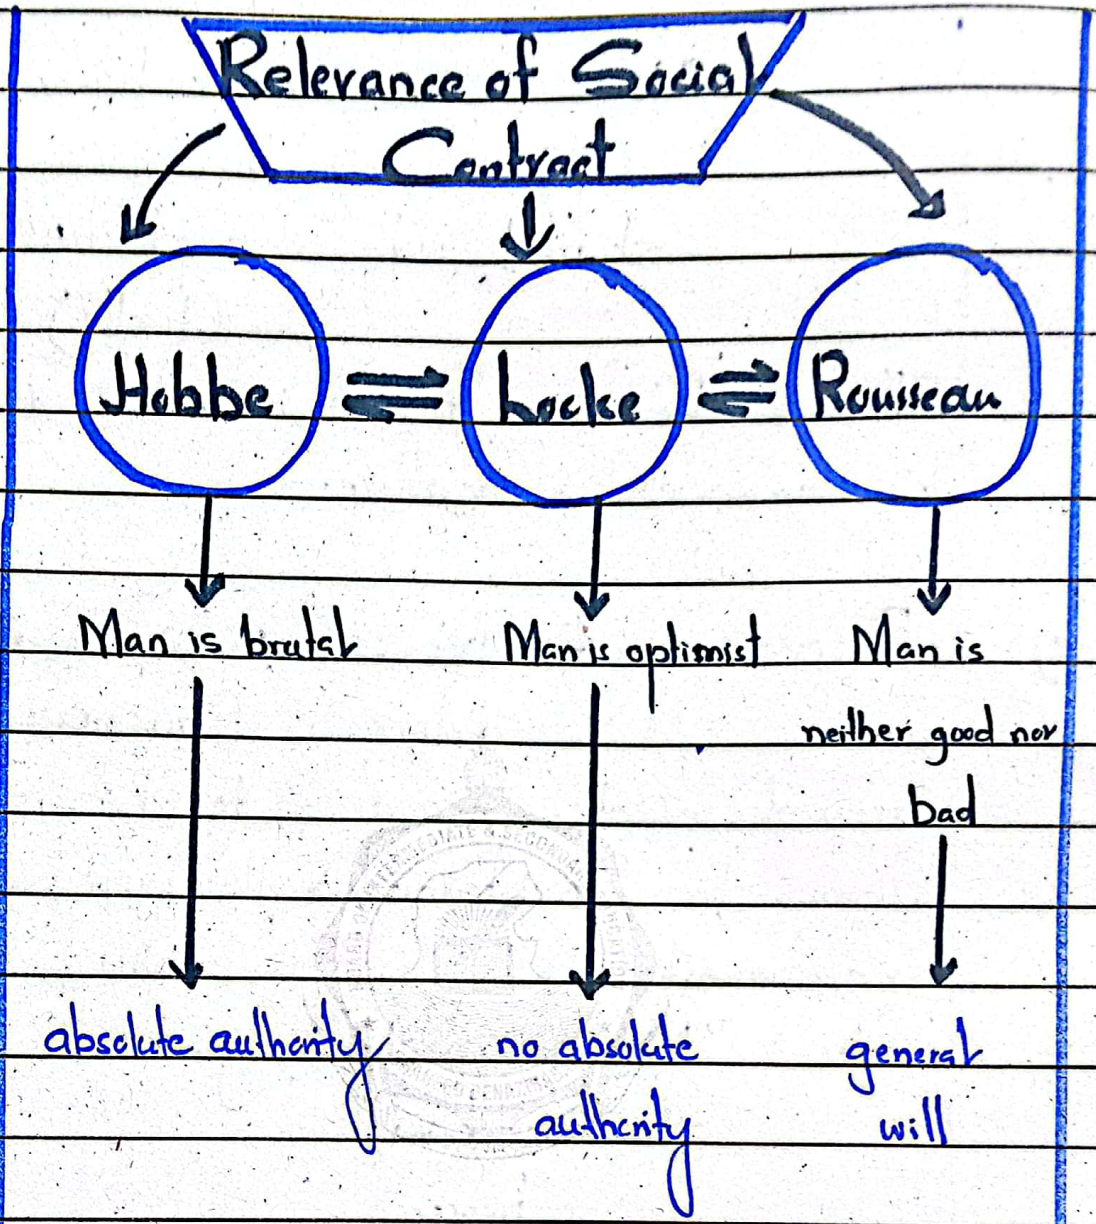 Relevance of Social
Contract
Hobbe
Locke
Rousseau
Man is brutal
Man is optimist
Man is
neither good nor
bad
absolute authority
no absolute
authority
general
will